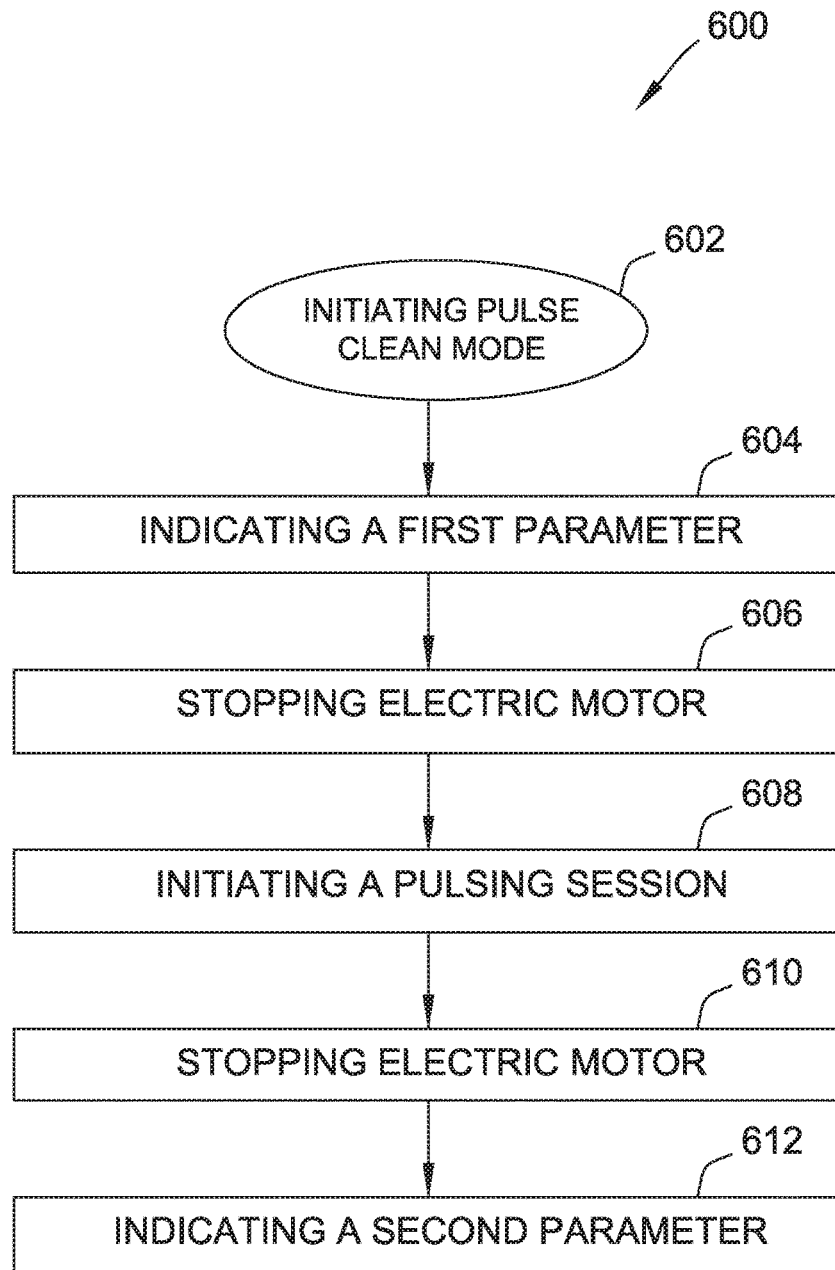 600
602
INITIATING PULSE
CLEAN MODE
604
INDICATING A FIRST PARAMETER
606
STOPPING ELECTRIC MOTOR
608
INITIATING A PULSING SESSION
610
STOPPING ELECTRIC MOTOR
612
INDICATING A SECOND PARAMETER